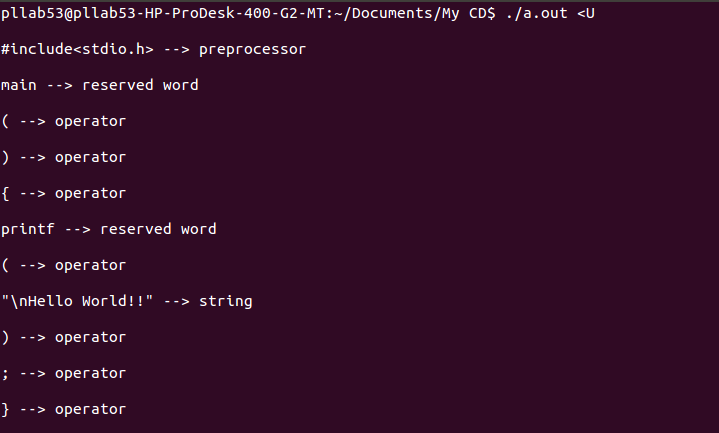 pllab53@pllab53-HP-ProDesk-400-G2-MT:~/Documents/My CD$ ./a.out <U
#include<stdio.h> --> preprocessor
main --> reserved word
( --> operator
) --> operator
{ --> operator
printf --> reserved word
( --> operator
"\nHello World!!" --> string
) --> operator
; --> operator
} --> operator